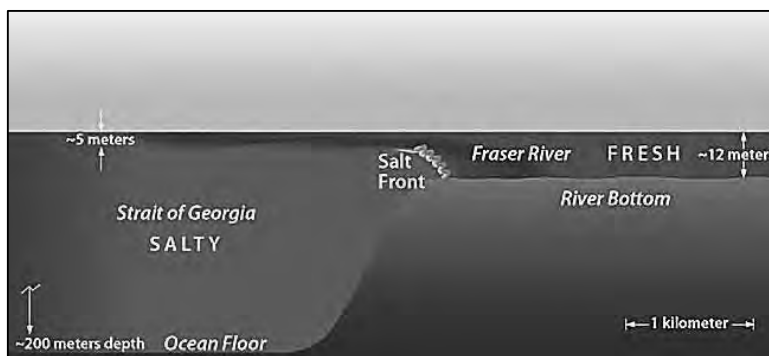 ~5 meters
Salt
Front
Fraser River
FRESH
~12 meter
Strait of Georgia
SALTY
River Bottom
1 kilometer
~200 meters depth
Ocean Floor